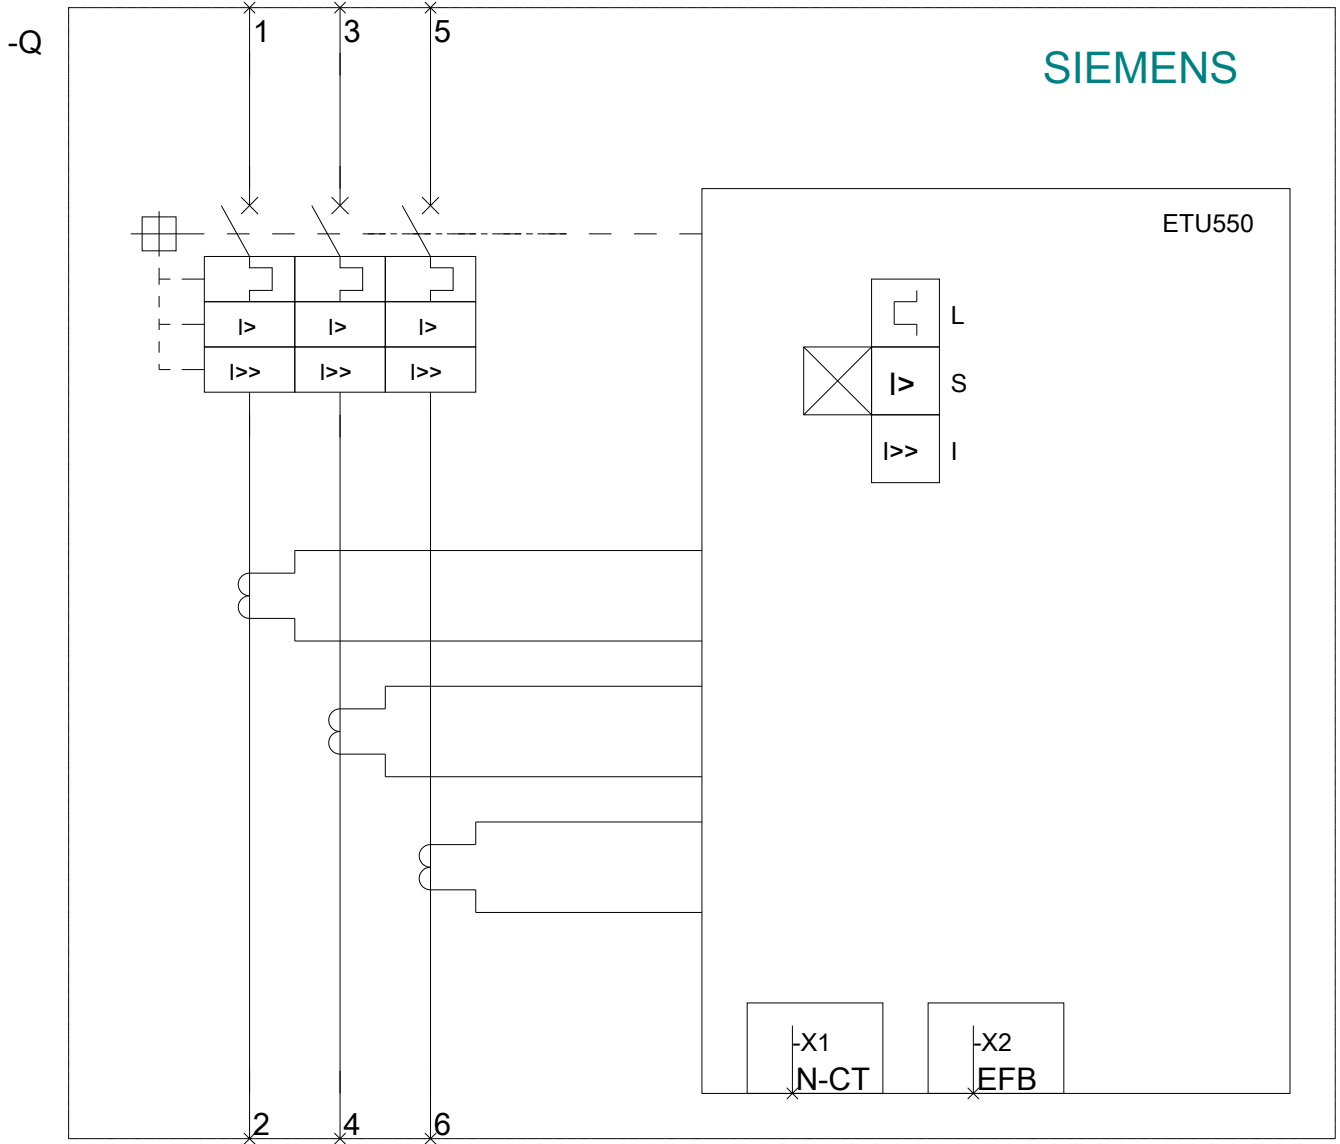 -Q
1 3 5
SIEMENS
ETU550
I> I> I>
I>> I>> I>>
L
I> S
I>> I
-X1 -X2
N-CT EFB
2 4 6